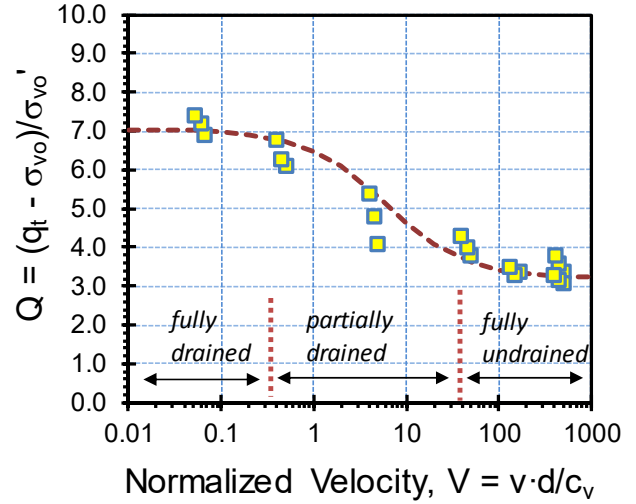 10.0
9.0
8.0
7.0
6.0
5.0
4.0
3.0
2.0
1.0
0.0
Q = (qt - σvo)/σvo'
fully drained
partially drained
fully undrained
0.01 0.1 1 10 100 1000
Normalized Velocity, V = v·d/cv